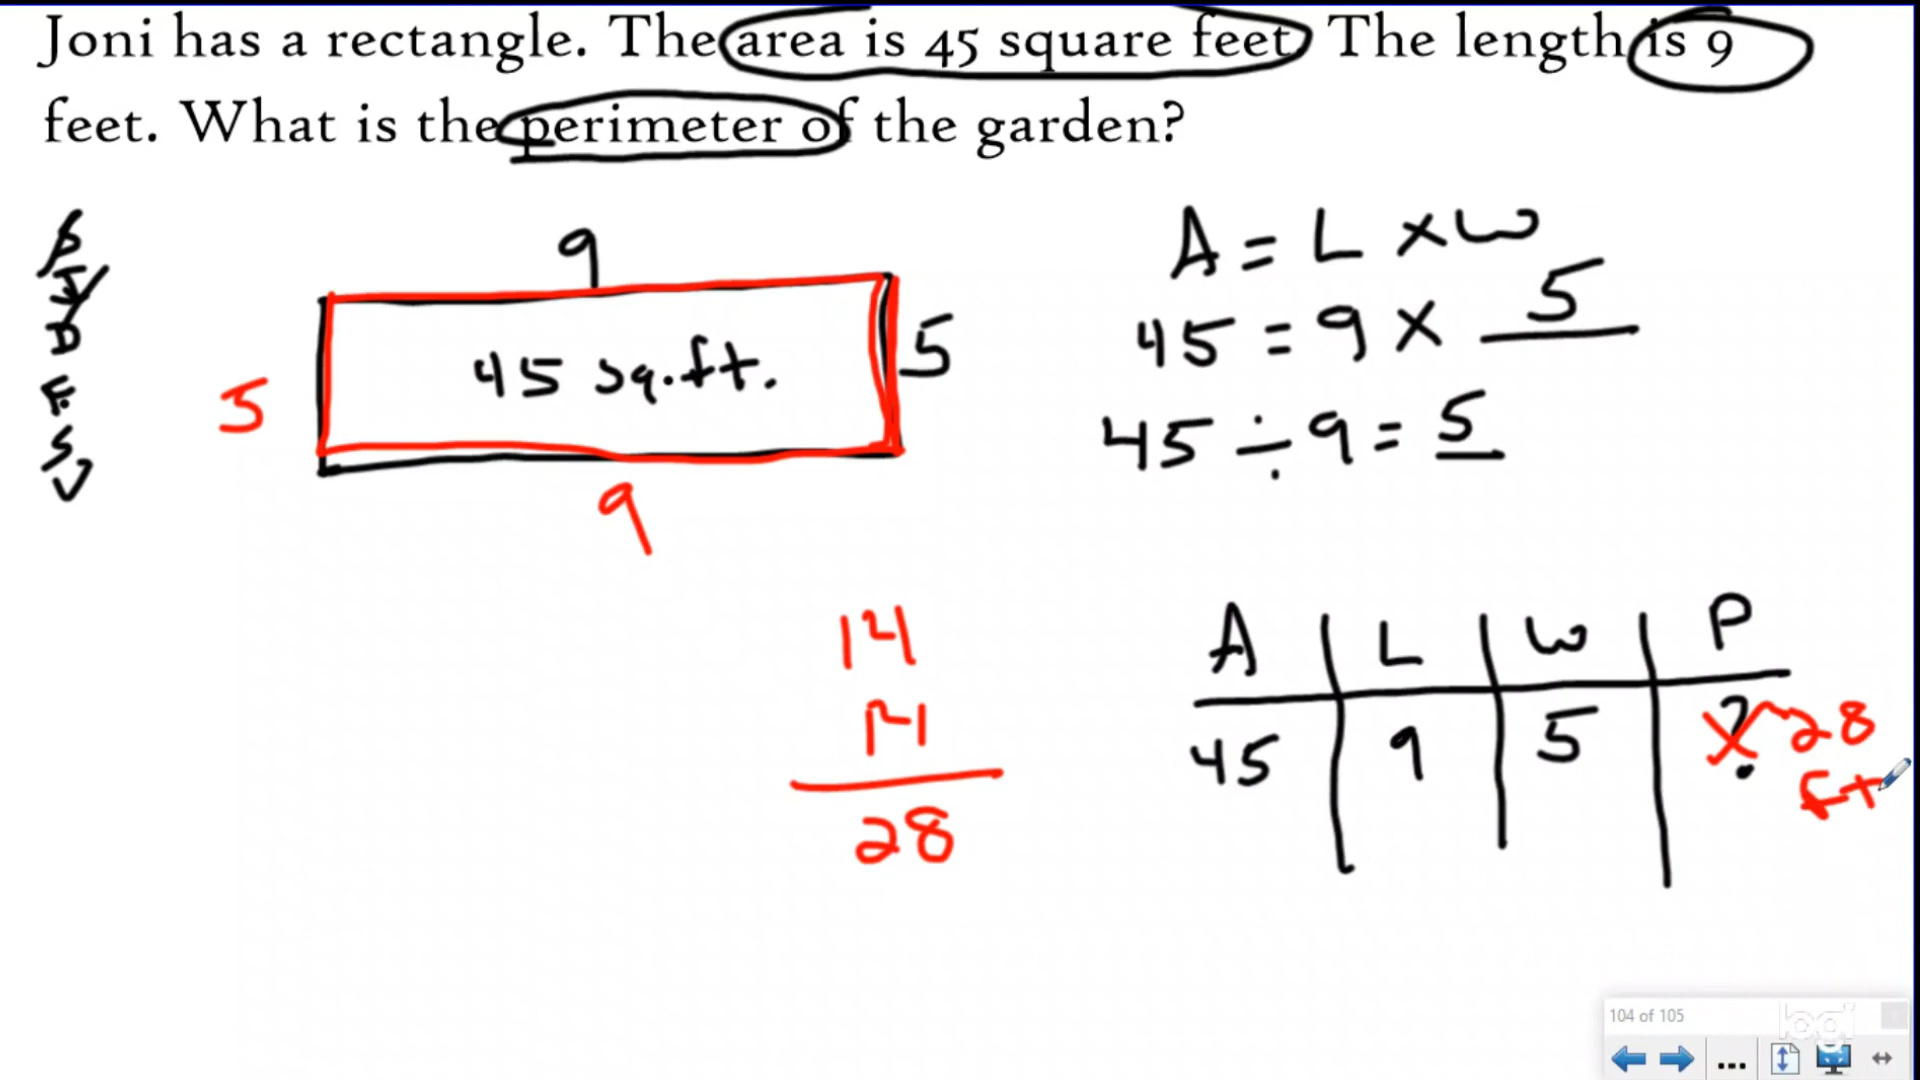 Joni has a rectangle. The area is 45 square feet. The length is 9
feet. What is the perimeter of the garden?
P
I
D
F
S
V
9
45 sq.ft.
5
5
9
A = L × W
45 = 9 × 5
45 ÷ 9 = 5
14
14
28
A L W P
45 9 5 ? 28
ft
104 of 105
logi